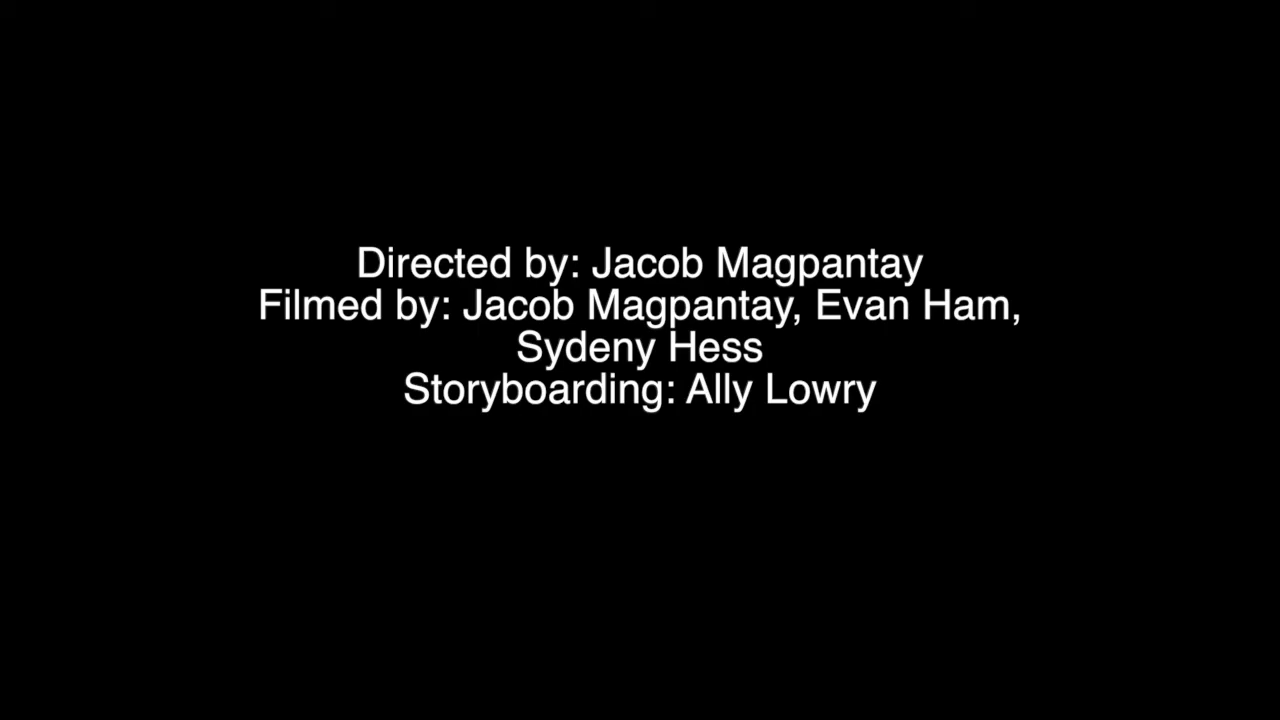 Directed by: Jacob Magpantay
Filmed by: Jacob Magpantay, Evan Ham,
Sydeny Hess
Storyboarding: Ally Lowry